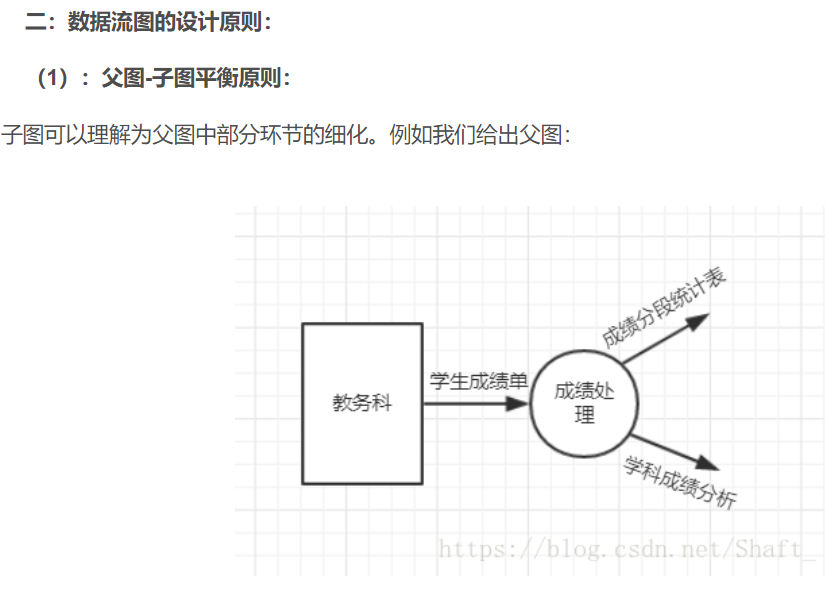 二：数据流图的设计原则：
（1）：父图-子图平衡原则：
子图可以理解为父图中部分环节的细化。例如我们给出父图：
成绩分段统计表
学生成绩单
教务科
成绩处
理
学科成绩分析
https://blog.csdn.net/Shaft_